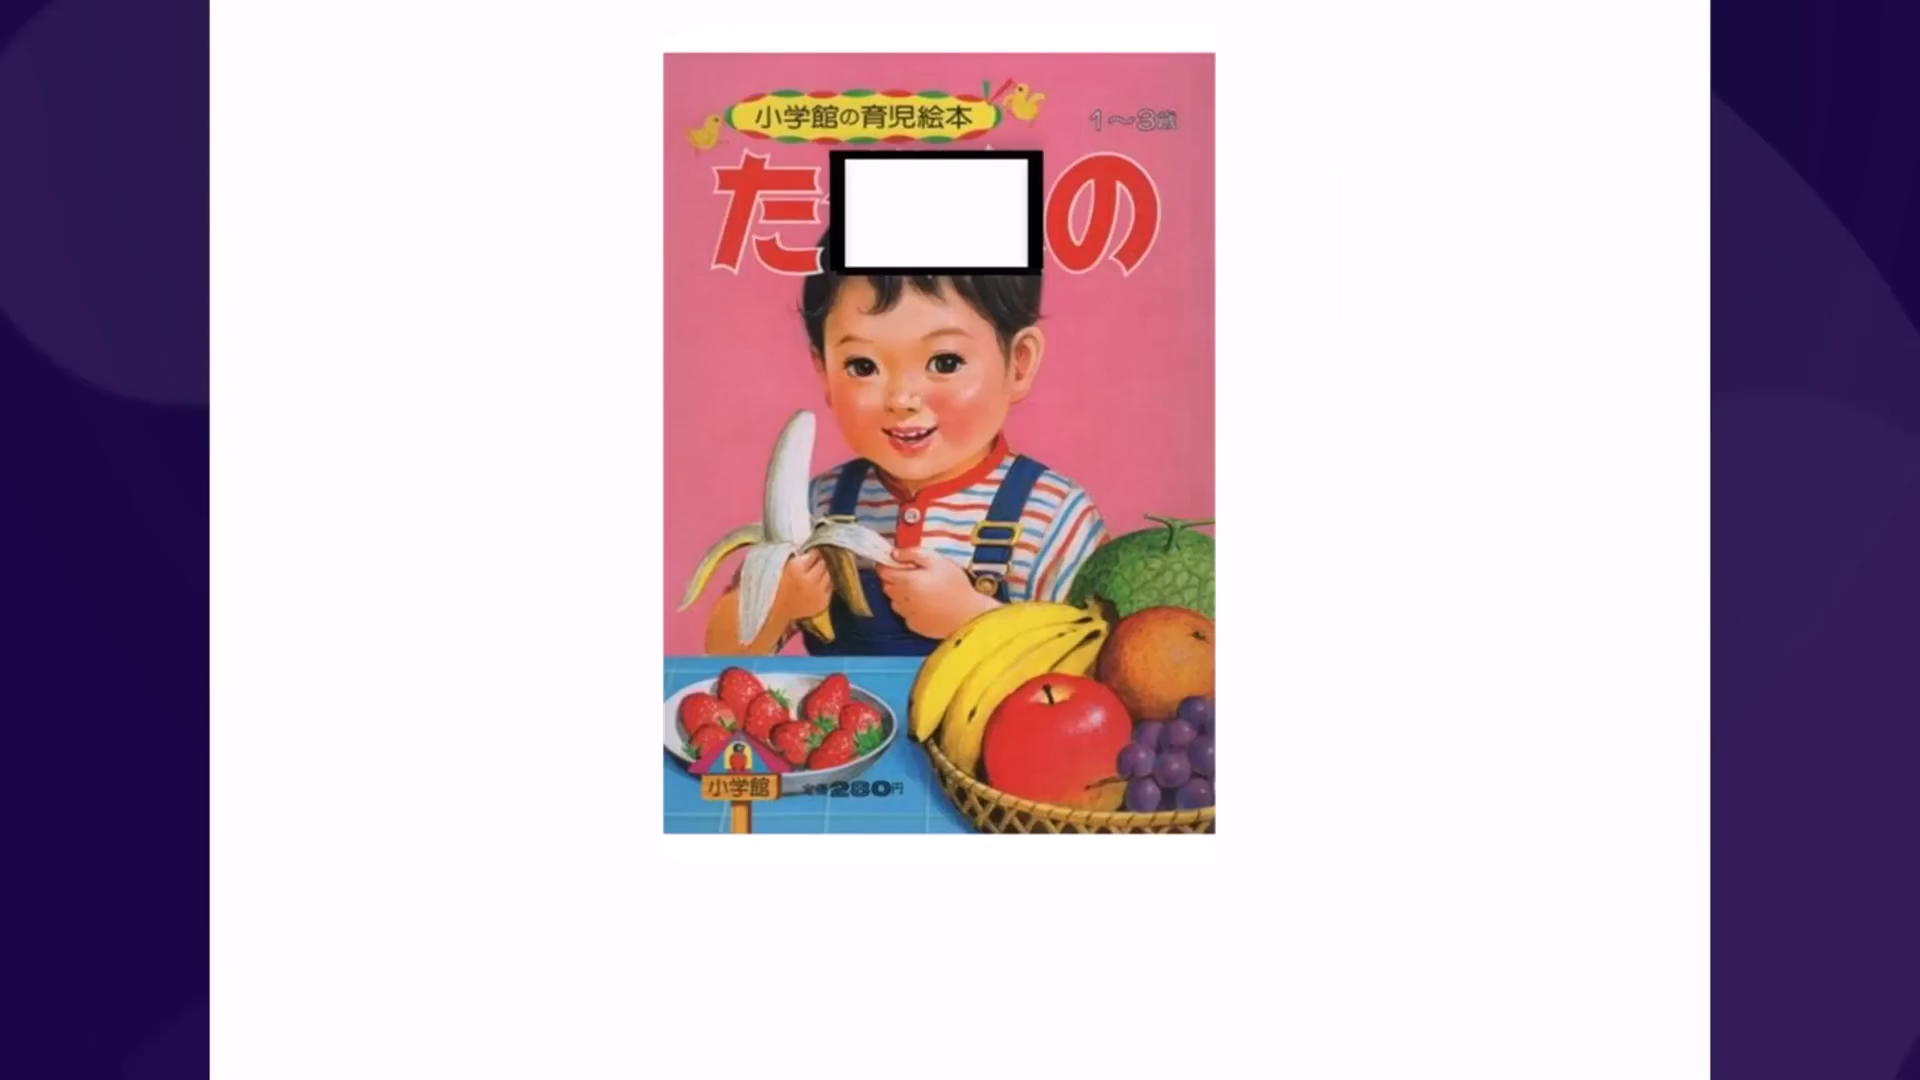 小学館の育児絵本
1〜3歳
た の
小学館
定価280円